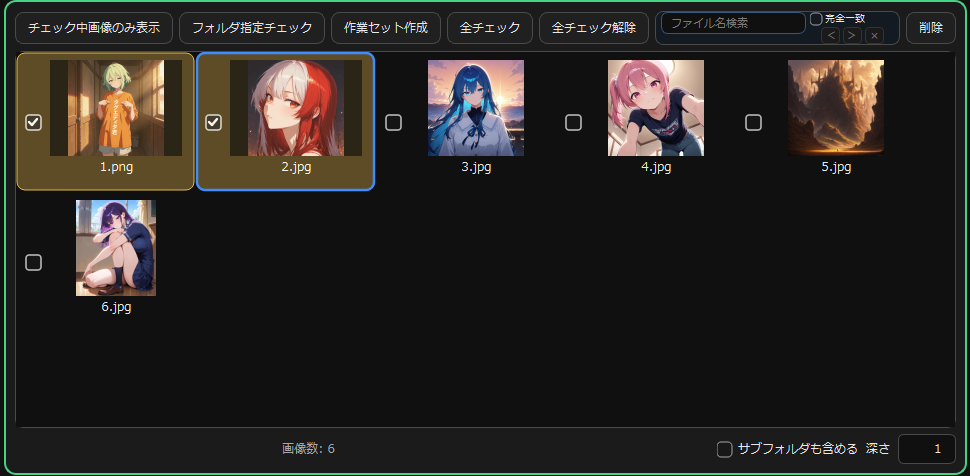 チェック中画像のみ表示
フォルダ指定チェック
作業セット作成
全チェック
全チェック解除
ファイル名検索
完全一致
< > ×
削除
1.png
2.jpg
3.jpg
4.jpg
5.jpg
6.jpg
画像数: 6
サブフォルダも含める 深さ 1